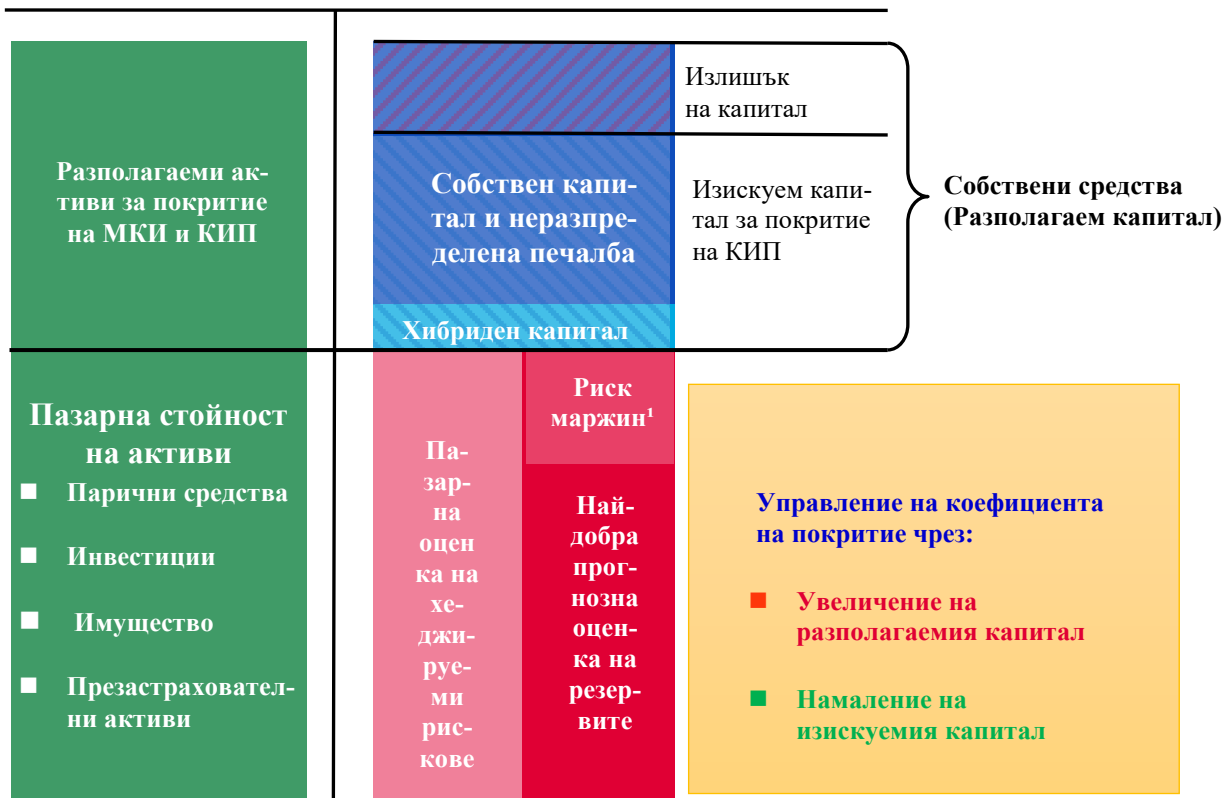 Разполагаеми ак-
тиви за покритие
на МКИ и КИП
Пазарна стойност
на активи
Парични средства
Инвестиции
Имущество
Презастраховател-
ни активи
Собствен капи-
тал и неразпре-
делена печалба
Хибриден капитал
Па-
зар-
на
оцен
ка на
хе-
джи-
руе-
ми
рис-
кове
Риск
маржин¹
Най-
добра
прог-
нозна
оцен-
ка на
резер-
вите
Излишък
на капитал
Изискуем капи-
тал за покритие
на КИП
Собствени средства
(Разполагаем капитал)
Управление на коефициента
на покритие чрез:
Увеличение на
разполагаемия капитал
Намаление на
изискуемия капитал